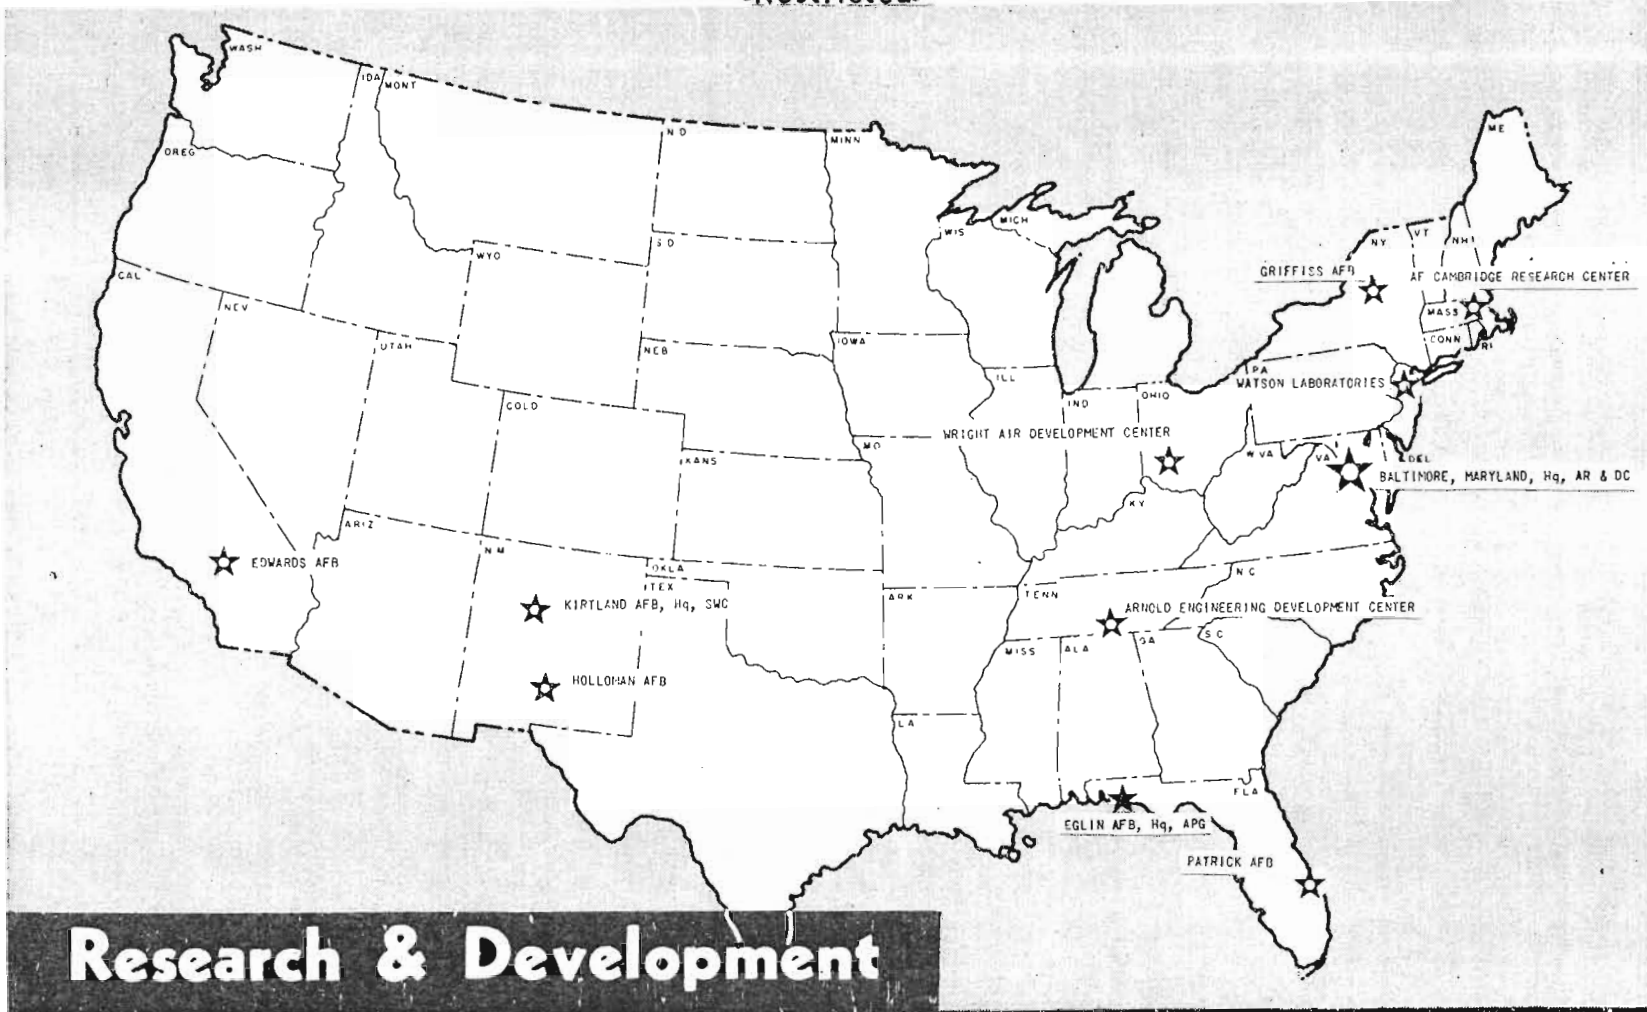 Restricted
WASH
IDA
MONT
N D
MINN
ME
OREG
MICH
WIS
NY
VT
NH
S D
WYO
CAL
NEV
GRIFFISS AFB
AF CAMBRIDGE RESEARCH CENTER
MASS
CONN
RI
UTAH
NEB
IOWA
ILL
PA
WATSON LABORATORIES
IND
OHIO
COLO
WRIGHT AIR DEVELOPMENT CENTER
MO
KANS
W VA
VA
DEL
BALTIMORE, MARYLAND, Hq, AR & DC
KY
ARIZ
N M
EDWARDS AFB
OKLA
TEX
KIRTLAND AFB, Hq, SWC
ARK
TENN
N C
ARNOLD ENGINEERING DEVELOPMENT CENTER
MISS
ALA
GA
S C
HOLLOMAN AFB
LA
FLA
EGLIN AFB, Hq, APG
PATRICK AFB
Research & Development